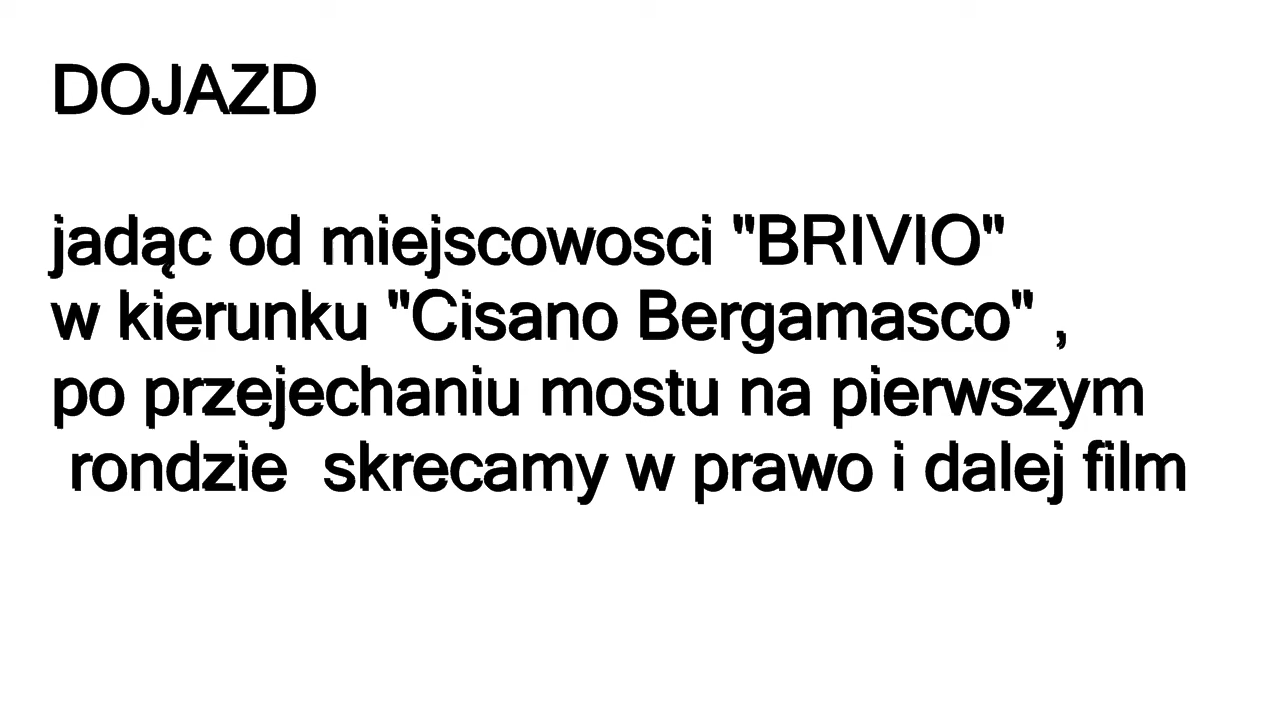 DOJAZD
jadąc od miejscowosci "BRIVIO"
w kierunku "Cisano Bergamasco" ,
po przejechaniu mostu na pierwszym
rondzie skrecamy w prawo i dalej film